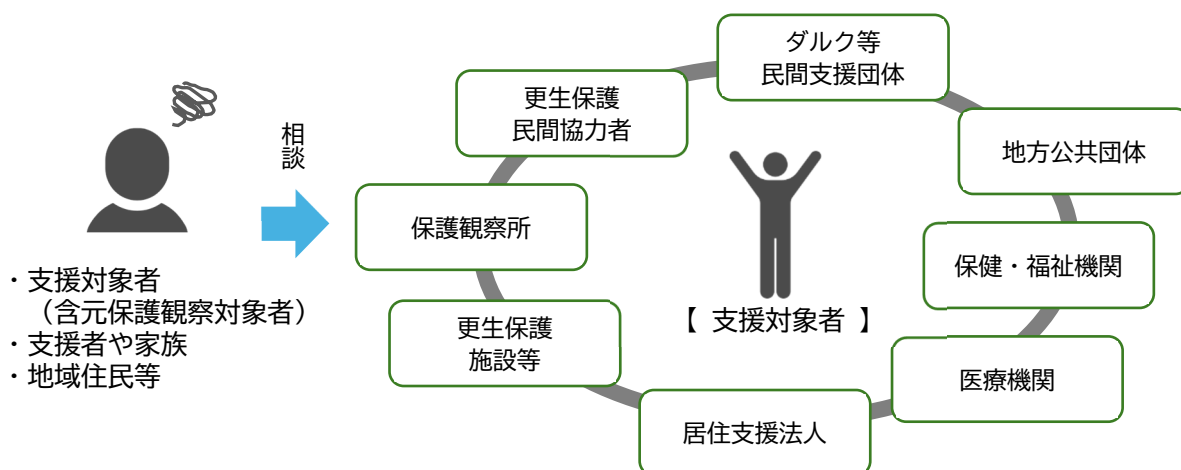 相談
・支援対象者
（含元保護観察対象者）
・支援者や家族
・地域住民等
保護観察所
更生保護
民間協力者
ダルク等
民間支援団体
地方公共団体
保健・福祉機関
医療機関
居住支援法人
更生保護
施設等
【 支援対象者 】